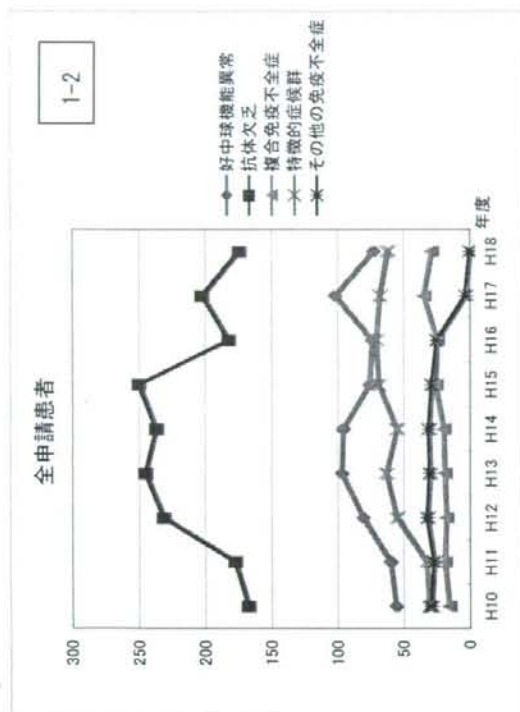 1-2
全申請患者
300
250
200
150
100
50
0
H10 H11 H12 H13 H14 H15 H16 H17 H18
年度
好中球機能異常
抗体欠乏
複合免疫不全症
特徴的症候群
その他の免疫不全症